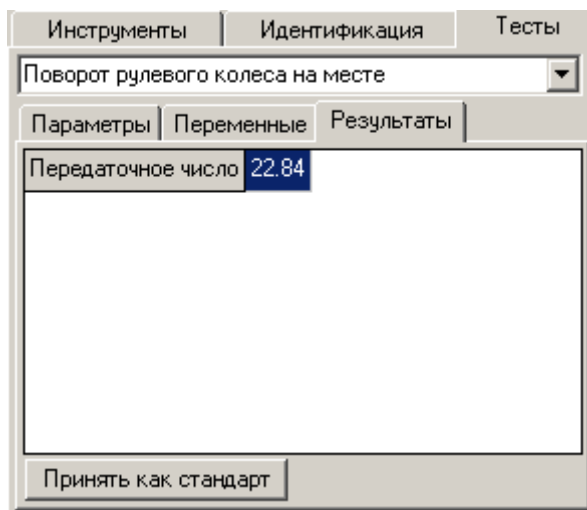 Инструменты Идентификация Тесты
Поворот рулевого колеса на месте
Параметры Переменные Результаты
Передаточное число 22.84
Принять как стандарт